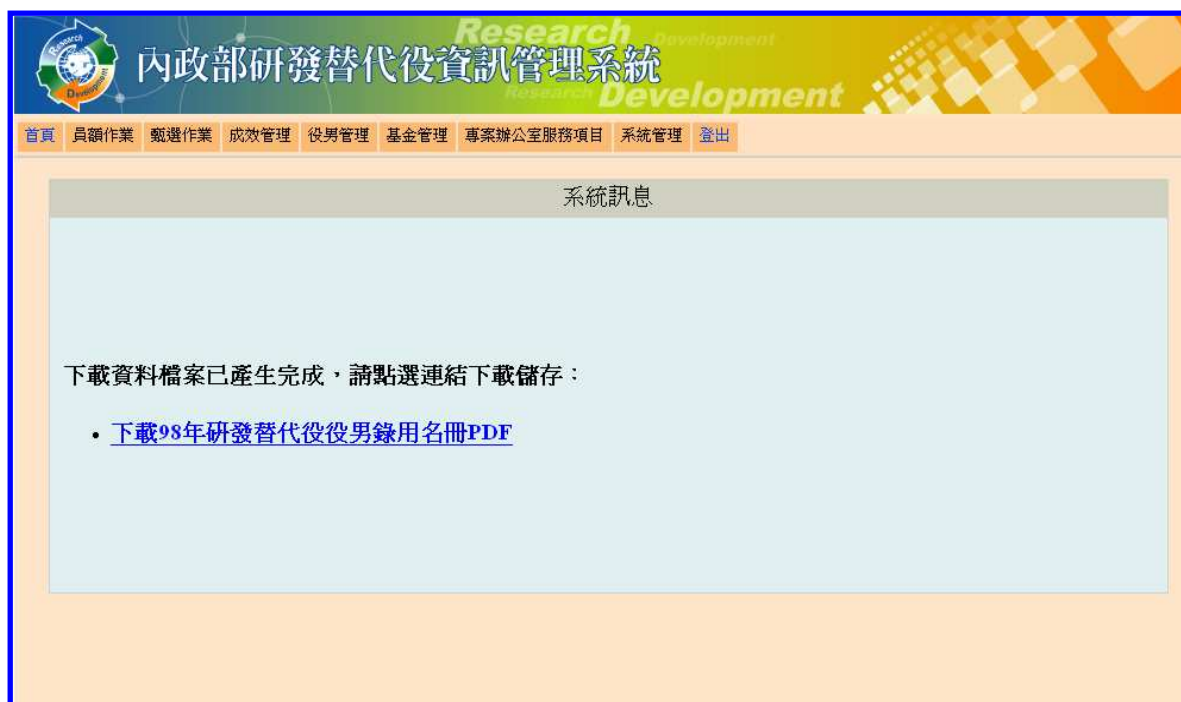 Research Development
內政部研發替代役資訊管理系統
Research Development
Research
Development
首頁 員額作業 甄選作業 成效管理 役男管理 基金管理 專案辦公室服務項目 系統管理 登出
系統訊息
下載資料檔案已產生完成，請點選連結下載儲存：
• 下載98年研發替代役役男錄用名冊PDF